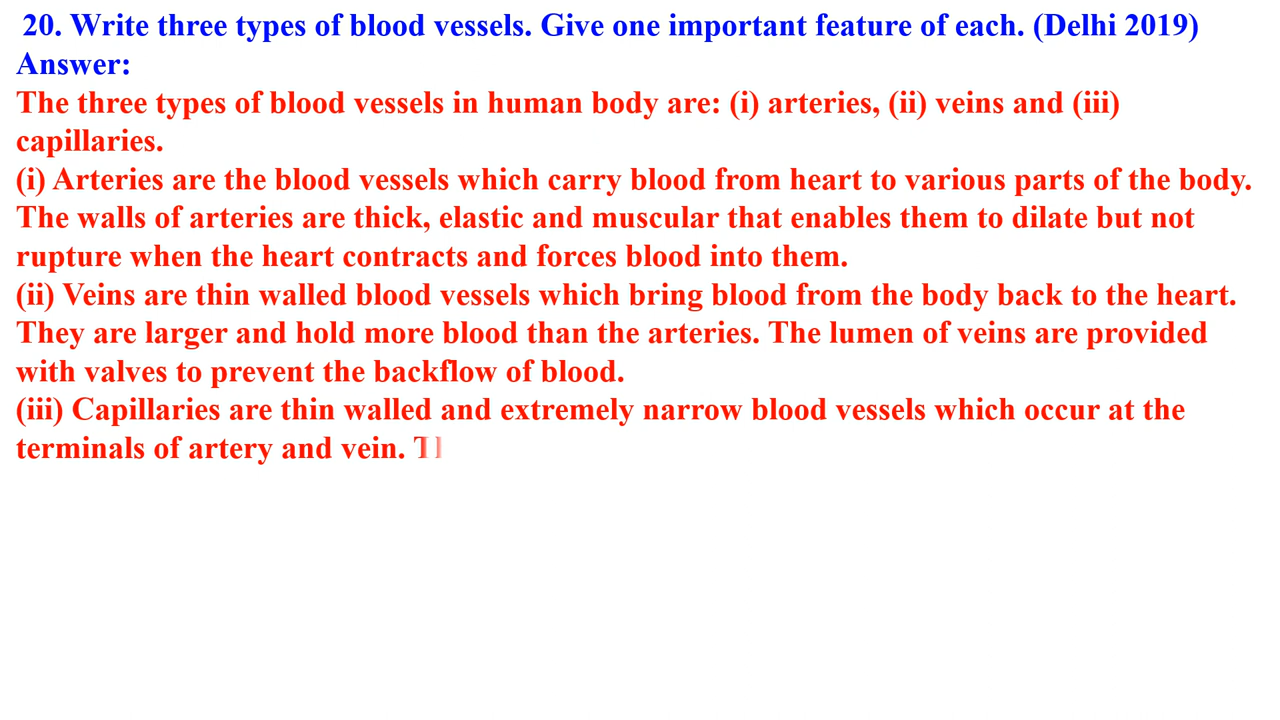 20. Write three types of blood vessels. Give one important feature of each. (Delhi 2019)
Answer:
The three types of blood vessels in human body are: (i) arteries, (ii) veins and (iii)
capillaries.
(i) Arteries are the blood vessels which carry blood from heart to various parts of the body.
The walls of arteries are thick, elastic and muscular that enables them to dilate but not
rupture when the heart contracts and forces blood into them.
(ii) Veins are thin walled blood vessels which bring blood from the body back to the heart.
They are larger and hold more blood than the arteries. The lumen of veins are provided
with valves to prevent the backflow of blood.
(iii) Capillaries are thin walled and extremely narrow blood vessels which occur at the
terminals of artery and vein.